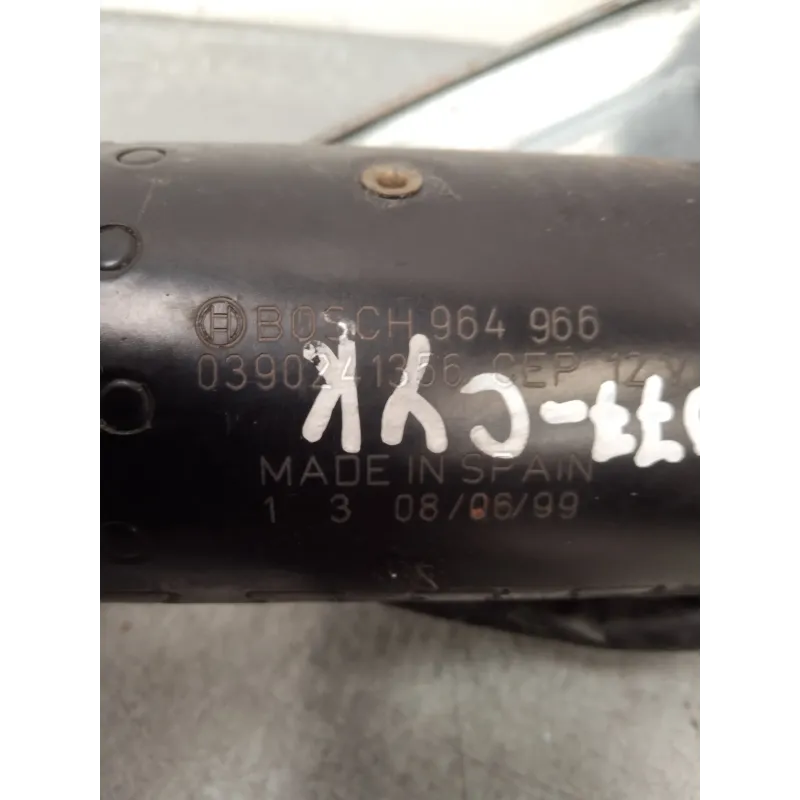 BOSCH 964 966
0390241356 CEP 12 V
MADE IN SPAIN
1 3 08/06/99